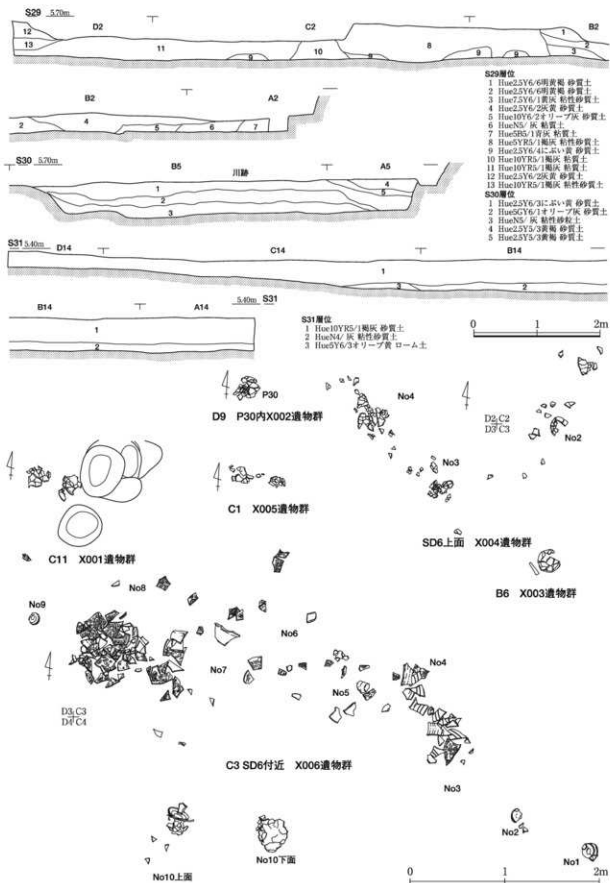 S29 5.70m
D2 C2 B2
12 13 11 9 10 9 8 9 9 1 2 3
B2 A2
2 4 5 6 7
S29層位
1 Hue2.5Y6/6明黄褐 砂質土
2 Hue2.5Y6/6明黄褐 砂質土
3 Hue7.5Y6/1黄灰 粘性砂質土
4 Hue2.5Y6/2灰黄 砂質土
5 Hue10Y6/2オリーブ灰 砂質土
6 HueN5/ 灰 粘質土
7 Hue5B5/1青灰 粘質土
8 Hue5YR5/1褐灰 粘性砂質土
9 Hue2.5Y6/4にぶい黄 砂質土
10 Hue10YR5/1褐灰 粘質土
11 Hue10YR5/1褐灰 粘質土
12 Hue2.5Y6/2灰黄 砂質土
13 Hue10YR5/1褐灰 粘性砂質土
S30層位
1 Hue2.5Y6/3にぶい黄 砂質土
2 Hue5GY6/1オリーブ灰 砂質土
3 HueN5/ 灰 粘性砂粒土
4 Hue2.5Y5/3黄褐 砂質土
5 Hue2.5Y5/3黄褐 砂質土
S30 5.70m
B5 川跡 A5
1 2 3 4 5
S31 5.40m
D14 C14 B14
1 3 2
B14 A14 5.40m S31
1
2
S31層位
1 Hue10YR5/1褐灰 砂質土
2 HueN4/ 灰 粘性砂質土
3 Hue5Y6/3オリーブ黄 ローム土
0 1 2m
P30
D9 P30内X002遺物群
No4
No3
D2 C2
D3 C3
No2
C1 X005遺物群
SD6上面 X004遺物群
C11 X001遺物群
B6 X003遺物群
No8
No9
No6
No7
No5
No4
D3 C3
D4 C4
C3 SD6付近 X006遺物群
No3
No10上面
No10下面
No2
No1
0 1 2m